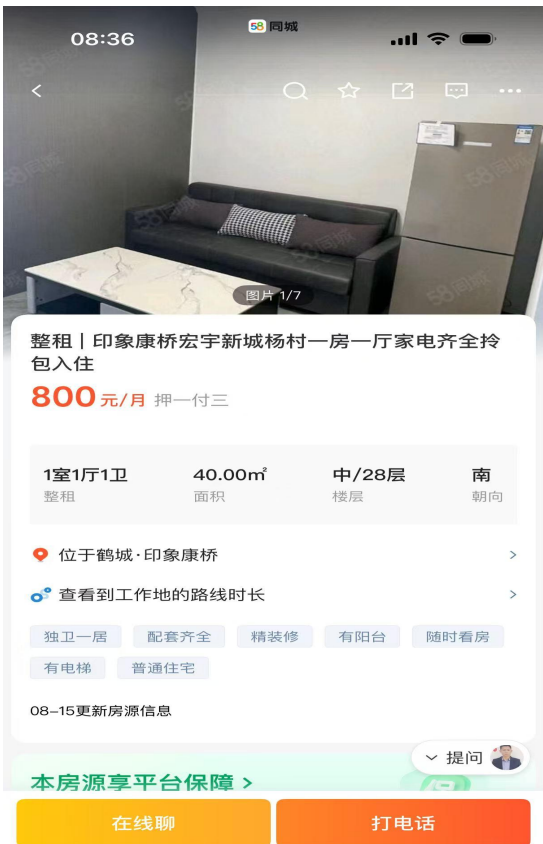 08:36
58 同城
图片 1/7
整租 | 印象康桥宏宇新城杨村一房一厅家电齐全拎
包入住
800元/月 押一付三
1室1厅1卫 40.00㎡ 中/28层 南
整租 面积 楼层 朝向
位于鹤城·印象康桥
查看到工作地的路线时长
独卫一居 配套齐全 精装修 有阳台 随时看房
有电梯 普通住宅
08-15更新房源信息
提问
本房源享平台保障
在线聊 打电话